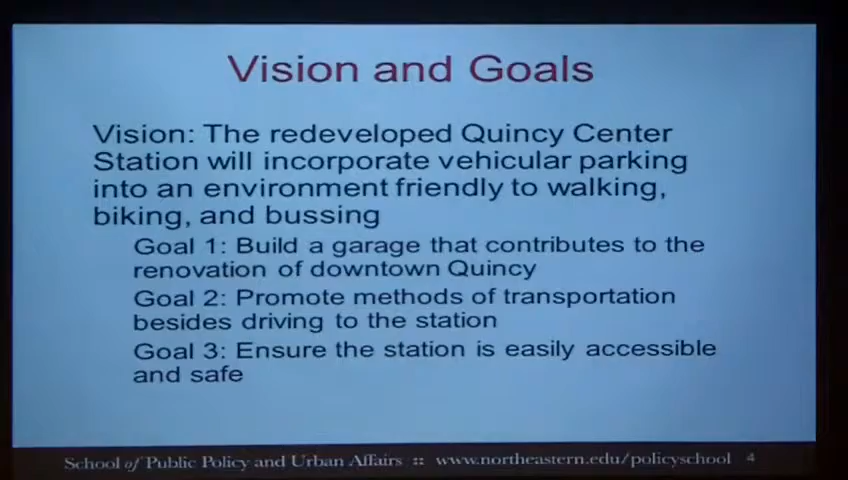 Vision and Goals
Vision: The redeveloped Quincy Center
Station will incorporate vehicular parking
into an environment friendly to walking,
biking, and bussing
Goal 1: Build a garage that contributes to the
renovation of downtown Quincy
Goal 2: Promote methods of transportation
besides driving to the station
Goal 3: Ensure the station is easily accessible
and safe
School of Public Policy and Urban Affairs :: www.northeastern.edu/policyschool 4